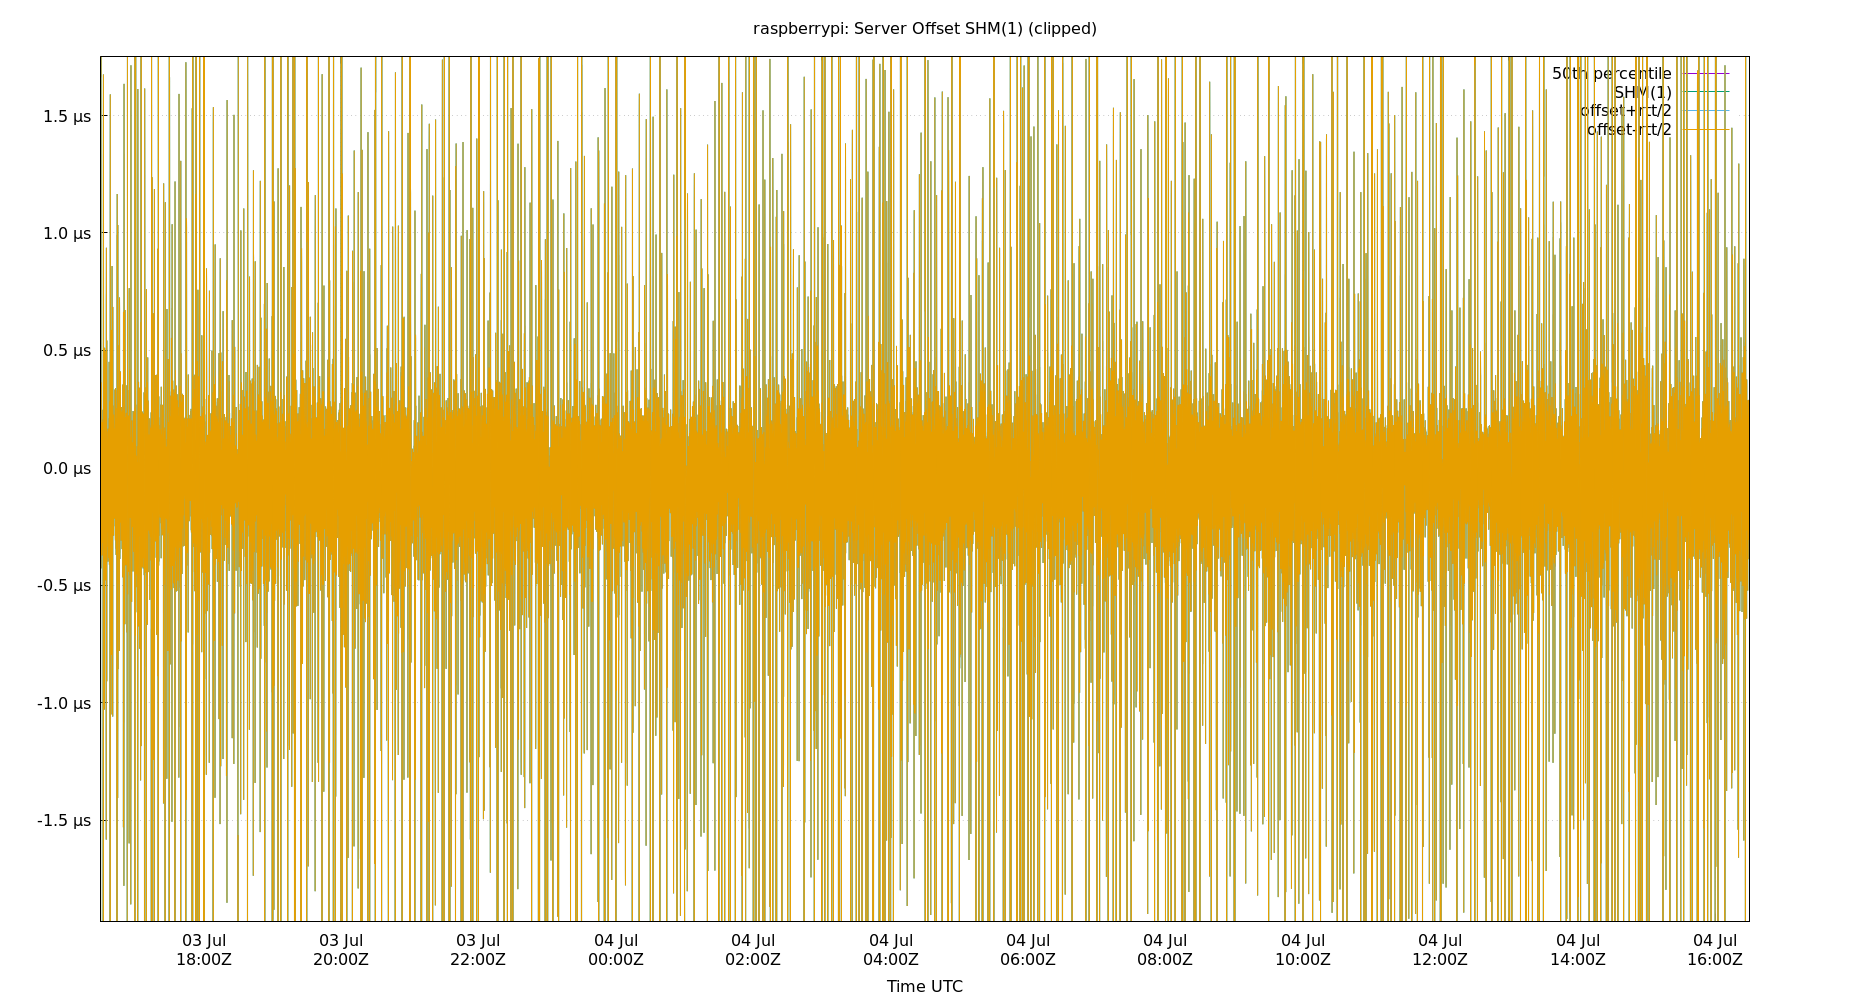 raspberrypi: Server Offset SHM(1) (clipped)
50th percentile
SHM(1)
offset+rtt/2
offset-rtt/2
1.5 µs
1.0 µs
0.5 µs
0.0 µs
-0.5 µs
-1.0 µs
-1.5 µs
03 Jul 03 Jul 03 Jul 04 Jul 04 Jul 04 Jul 04 Jul 04 Jul 04 Jul 04 Jul 04 Jul 04 Jul
18:00Z 20:00Z 22:00Z 00:00Z 02:00Z 04:00Z 06:00Z 08:00Z 10:00Z 12:00Z 14:00Z 16:00Z
Time UTC